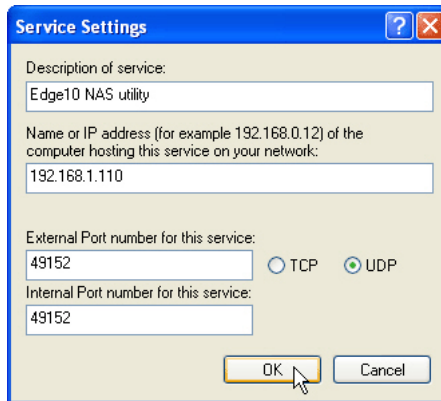 Service Settings
Description of service:
Edge10 NAS utility
Name or IP address (for example 192.168.0.12) of the
computer hosting this service on your network:
192.168.1.110
External Port number for this service:
49152
TCP
UDP
Internal Port number for this service:
49152
OK
Cancel